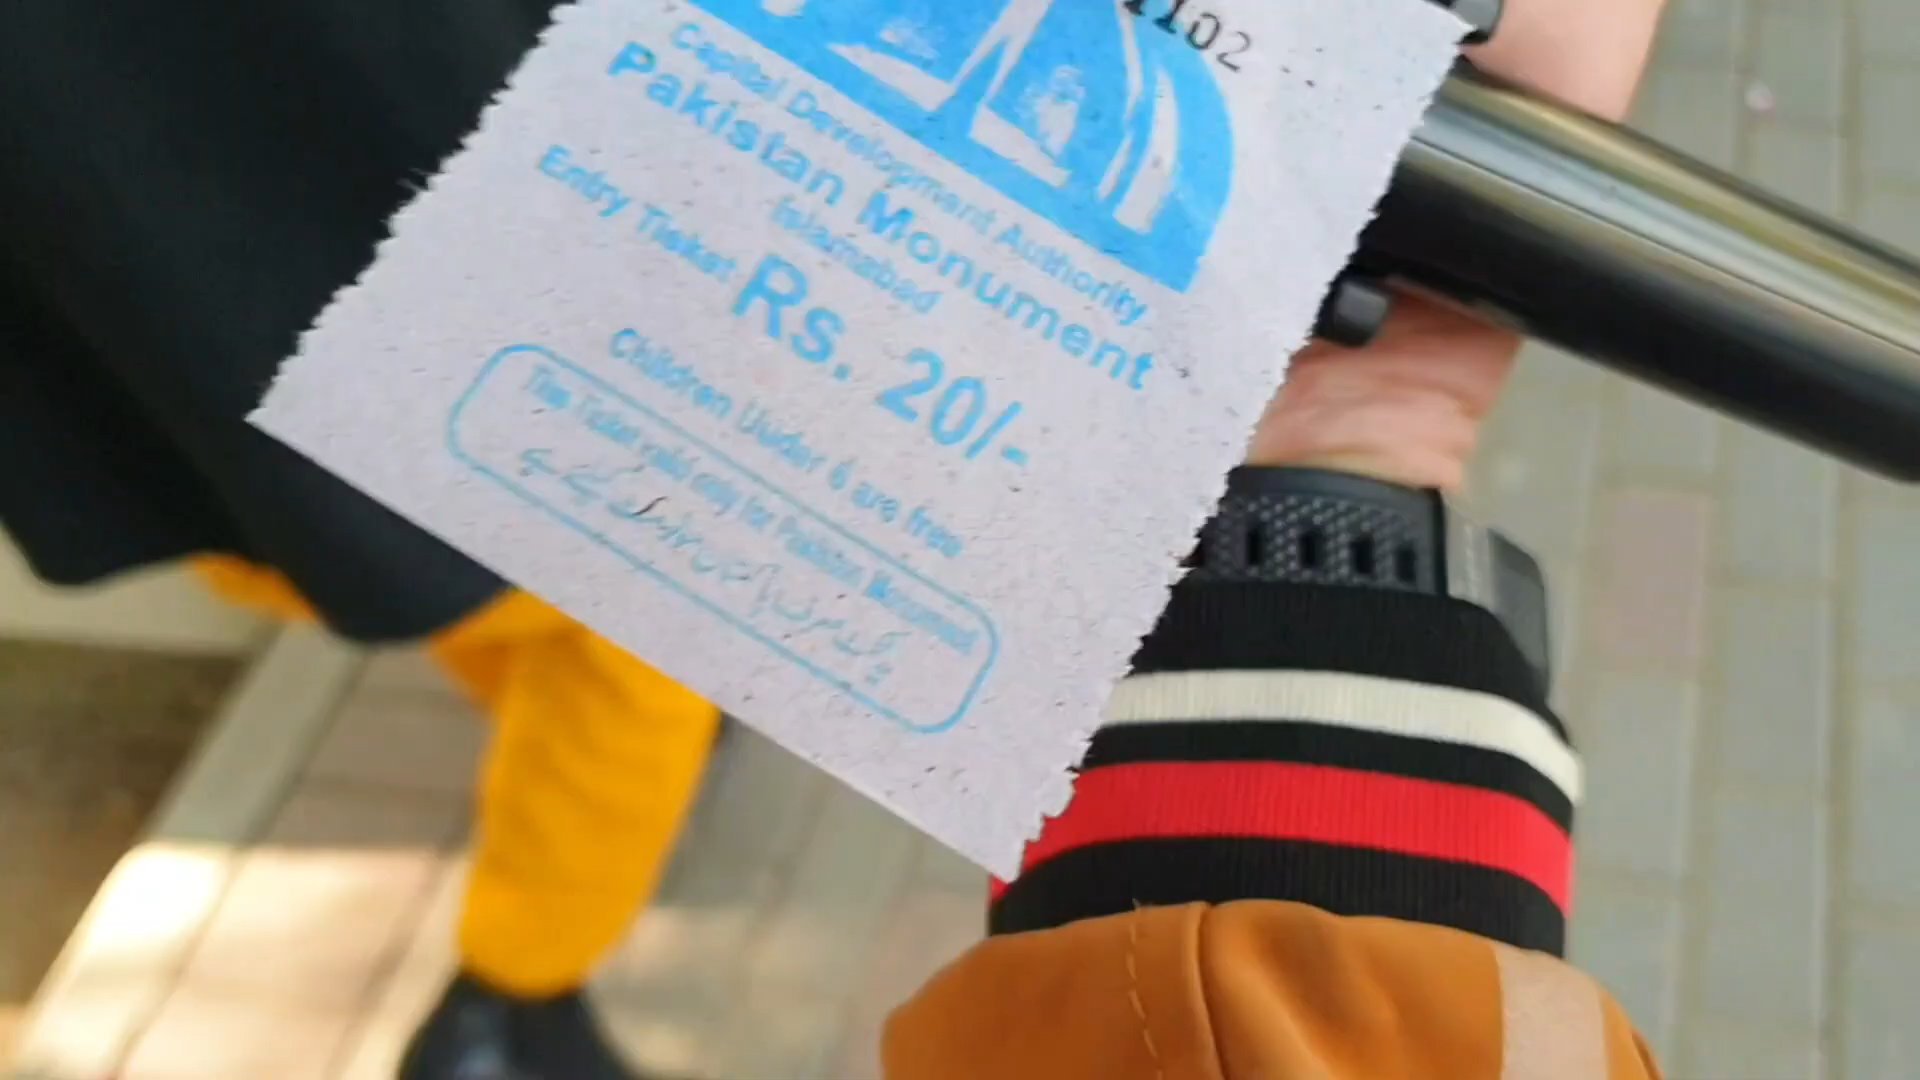 1102
Capital Development Authority
Pakistan Monument
Islamabad
Entry Ticket Rs. 20/-
Children Under 6 are free
The Ticket valid only for Pakistan Monument